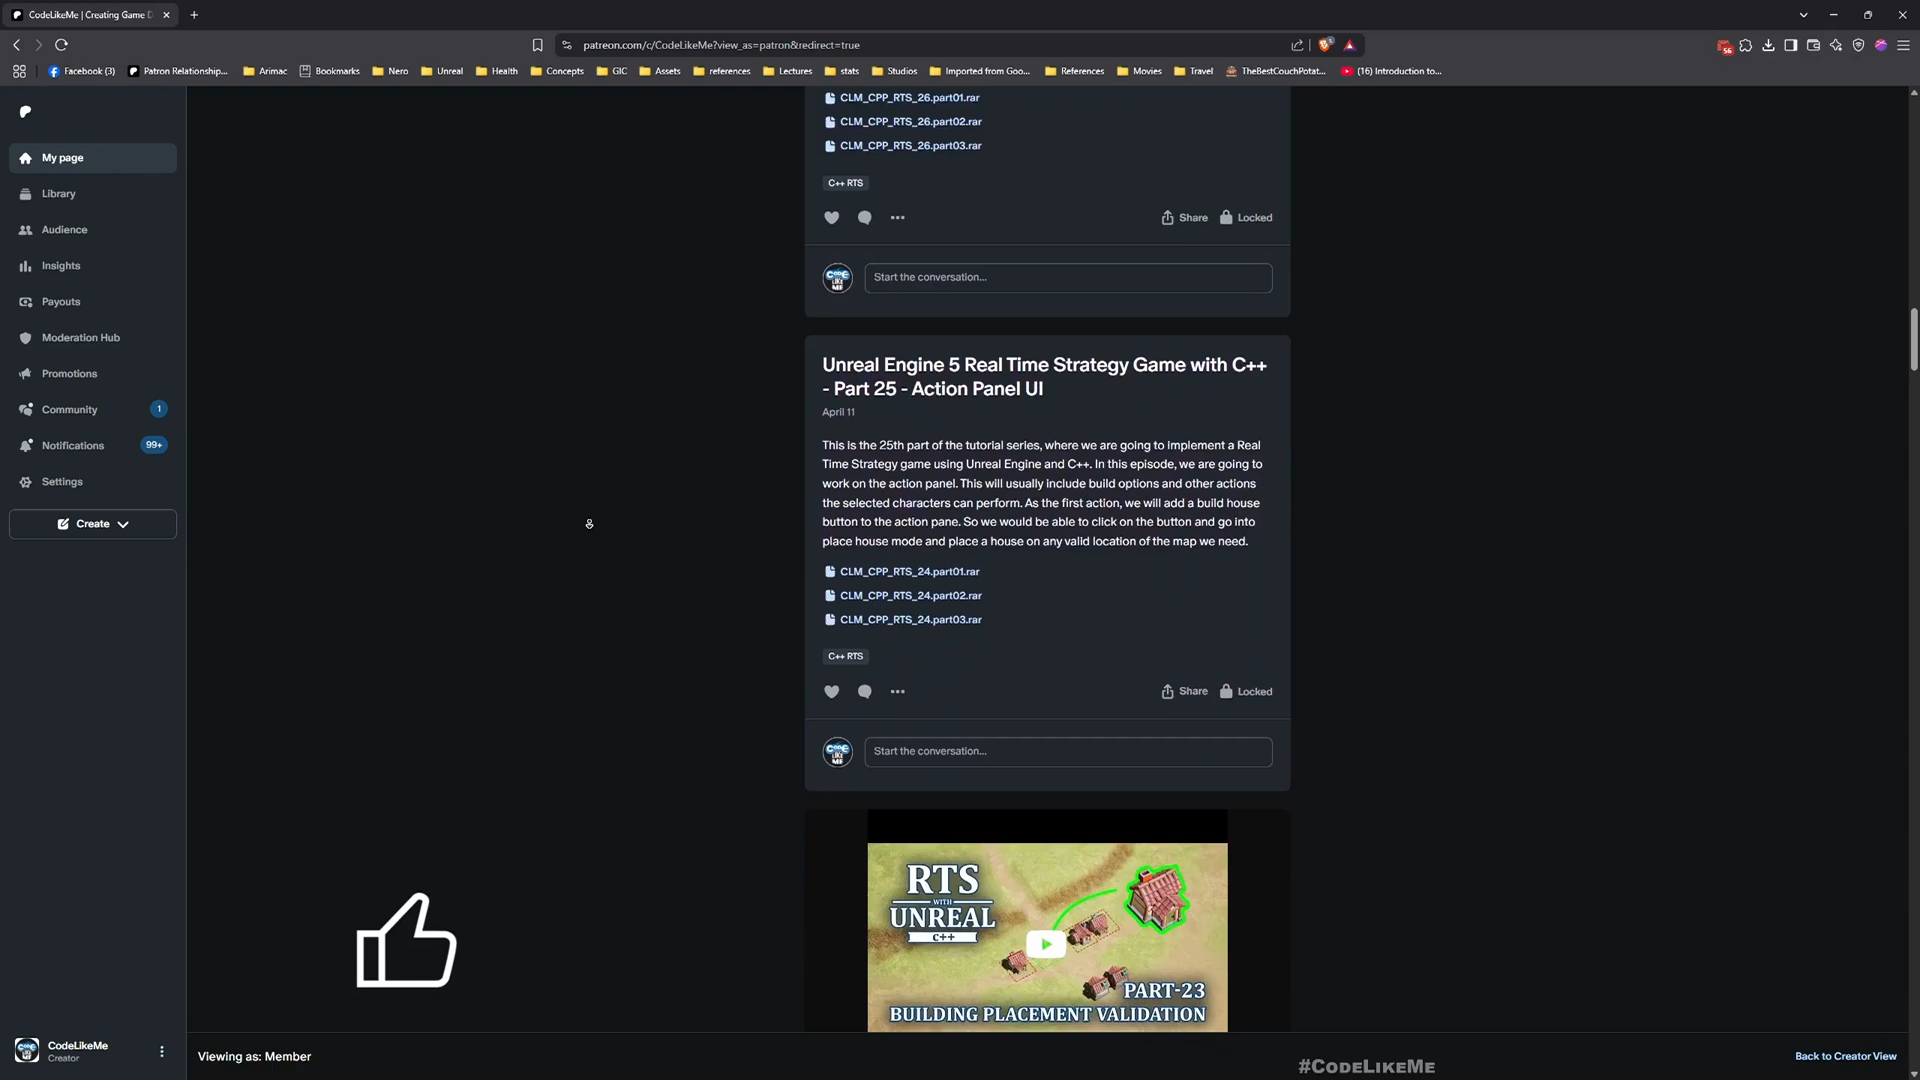 CodeLikeMe | Creating Game D
patreon.com/c/CodeLikeMe?view_as=patron&redirect=true
56
Facebook (3)
Patron Relationship...
Arimac
Bookmarks
Nero
Unreal
Health
Concepts
GIC
Assets
references
Lectures
stats
Studios
Imported from Goo...
References
Movies
Travel
TheBestCouchPotat...
(16) Introduction to...
My page
Library
Audience
Insights
Payouts
Moderation Hub
Promotions
Community
1
Notifications
99+
Settings
Create
CodeLikeMe
Creator
CLM_CPP_RTS_26.part01.rar
CLM_CPP_RTS_26.part02.rar
CLM_CPP_RTS_26.part03.rar
C++ RTS
Share
Locked
CODE
LIKE
ME
Start the conversation...
Unreal Engine 5 Real Time Strategy Game with C++
- Part 25 - Action Panel UI
April 11
This is the 25th part of the tutorial series, where we are going to implement a Real
Time Strategy game using Unreal Engine and C++. In this episode, we are going to
work on the action panel. This will usually include build options and other actions
the selected characters can perform. As the first action, we will add a build house
button to the action pane. So we would be able to click on the button and go into
place house mode and place a house on any valid location of the map we need.
CLM_CPP_RTS_24.part01.rar
CLM_CPP_RTS_24.part02.rar
CLM_CPP_RTS_24.part03.rar
C++ RTS
Share
Locked
CODE
LIKE
ME
Start the conversation...
RTS
WITH
UNREAL
C++
PART-23
BUILDING PLACEMENT VALIDATION
Viewing as: Member
#CodeLikeMe
Back to Creator View